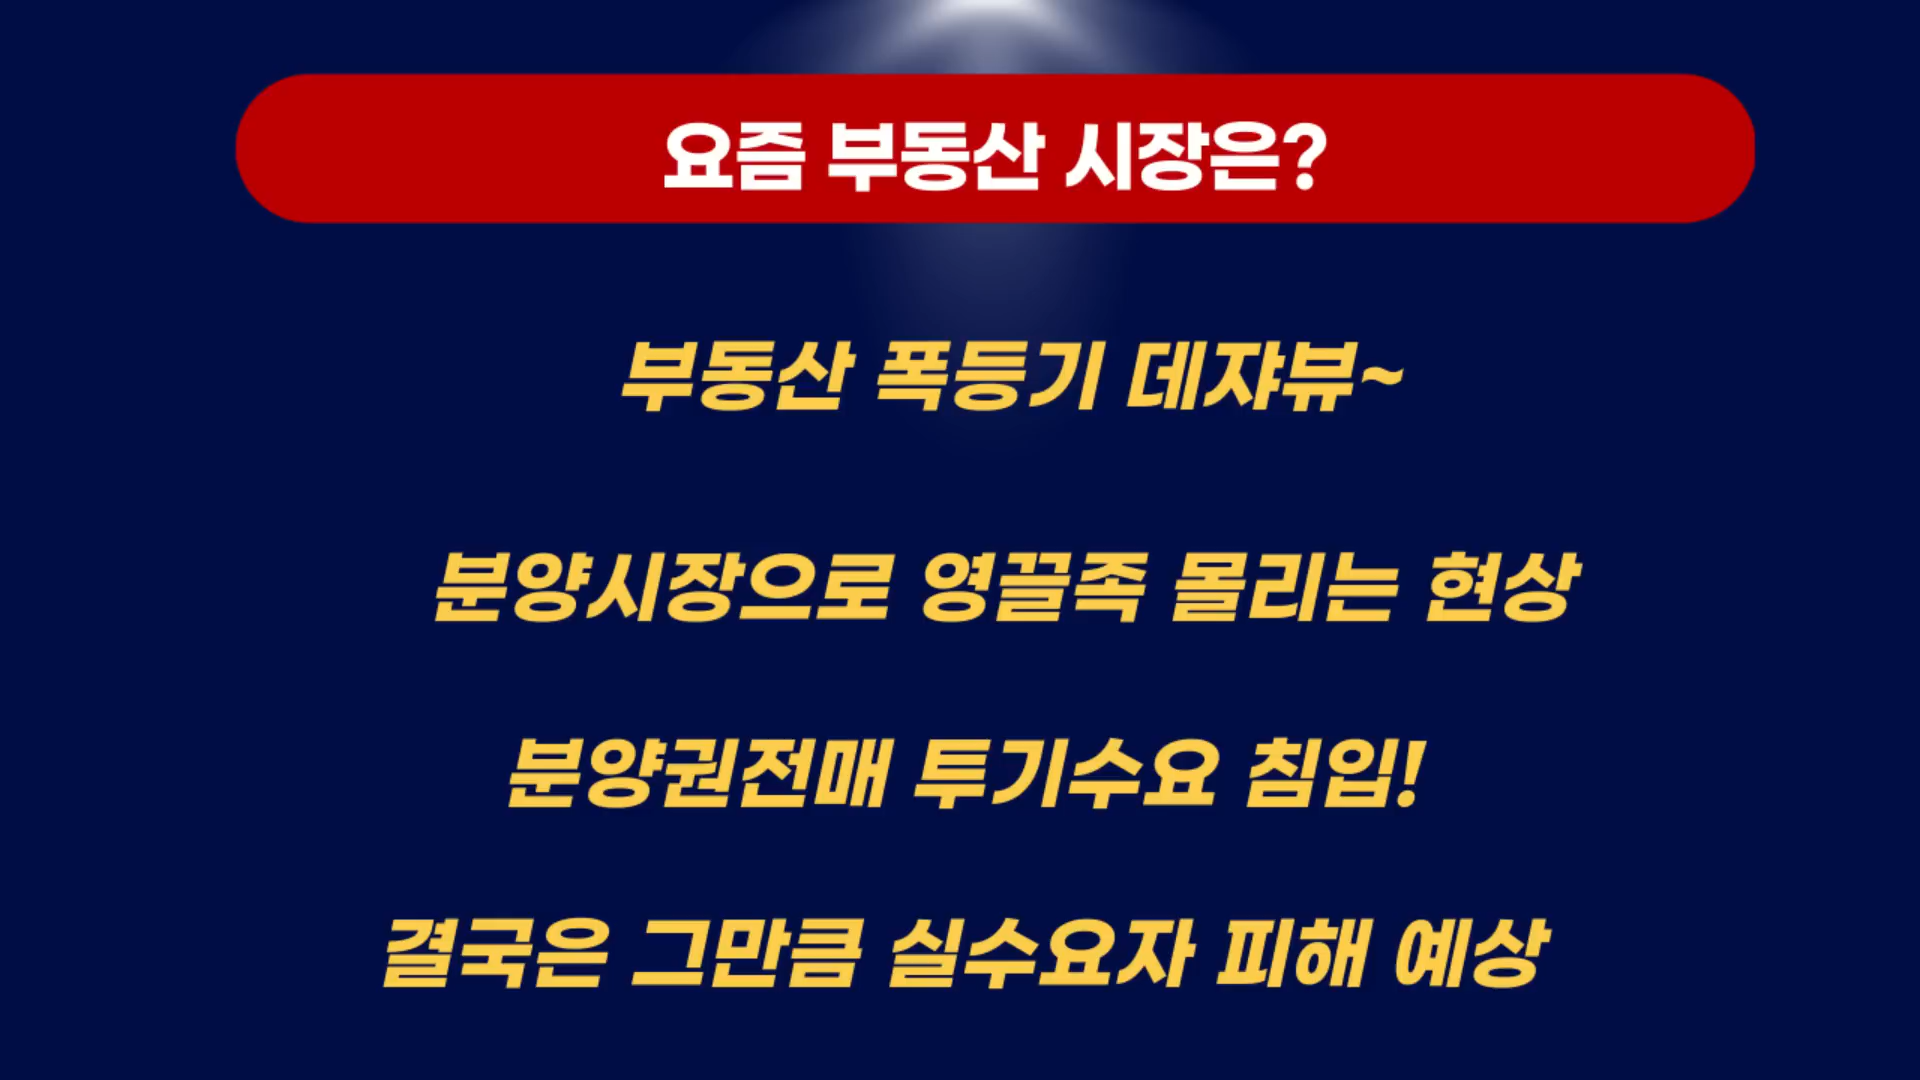 요즘 부동산 시장은?
부동산 폭등기 데쟈뷰~
분양시장으로 영끌족 몰리는 현상
분양권전매 투기수요 침입!
결국은 그만큼 실수요자 피해 예상